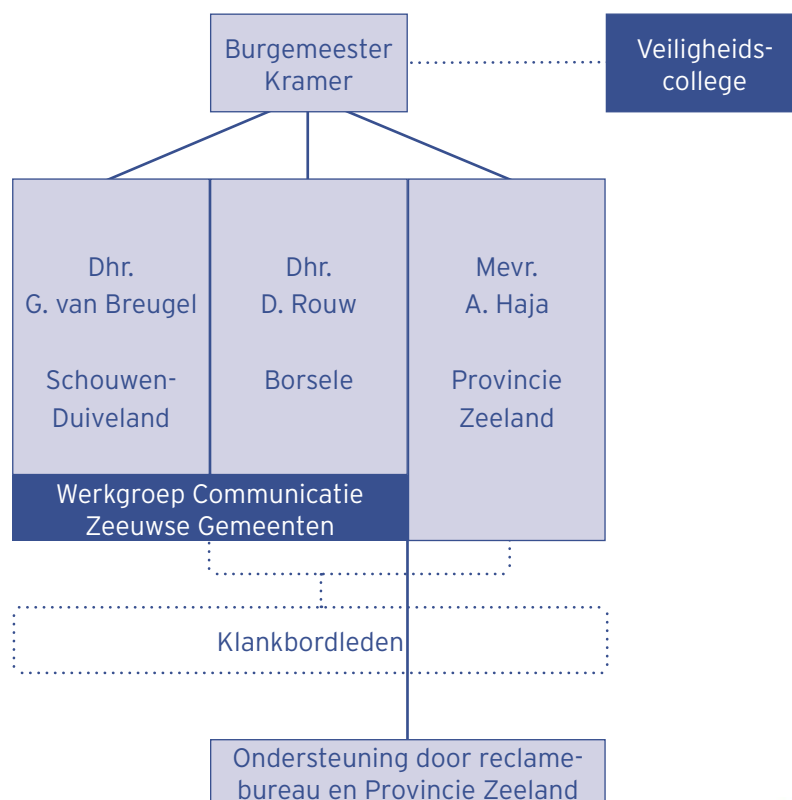 Burgemeester
Kramer
Veiligheids-
college
Dhr.
G. van Breugel
Schouwen-
Duiveland
Dhr.
D. Rouw
Borsele
Mevr.
A. Haja
Provincie
Zeeland
Werkgroep Communicatie
Zeeuwse Gemeenten
Klankbordleden
Ondersteuning door reclame-
bureau en Provincie Zeeland